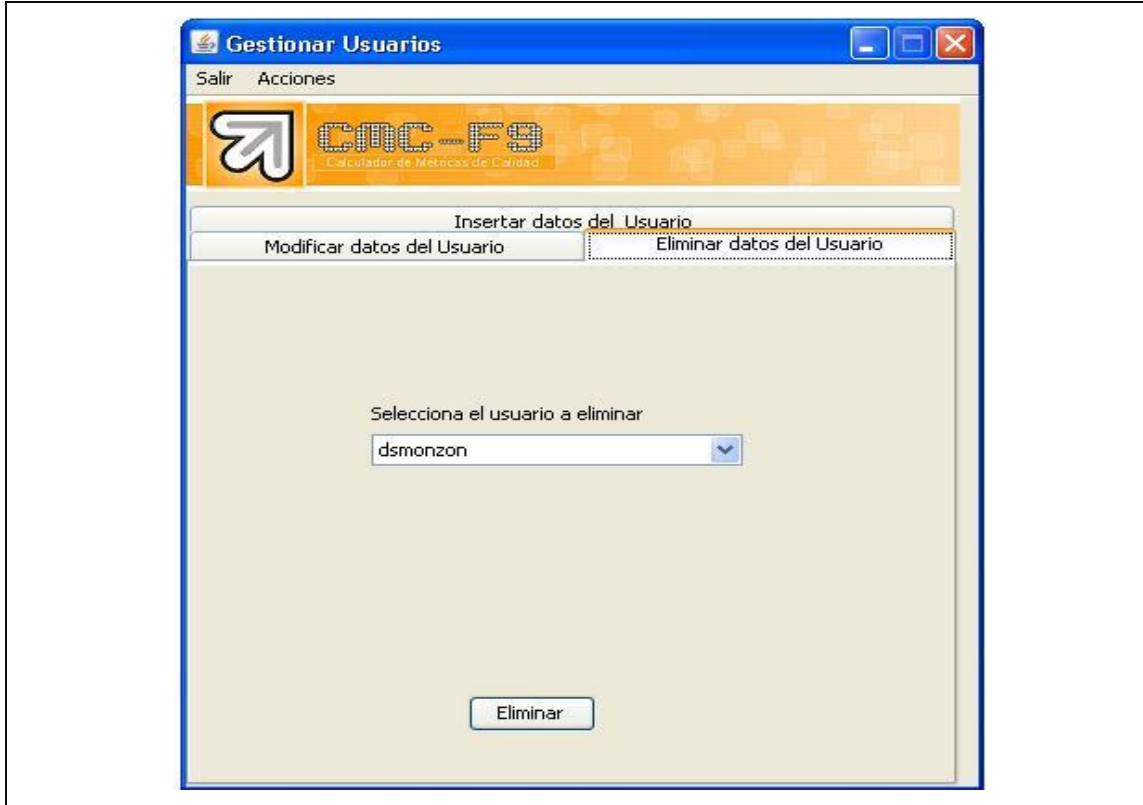 Gestionar Usuarios
Salir Acciones
CMC-F9
Calculador de Métricas de Calidad
Insertar datos del Usuario
Modificar datos del Usuario Eliminar datos del Usuario
Selecciona el usuario a eliminar
dsmonzon
Eliminar